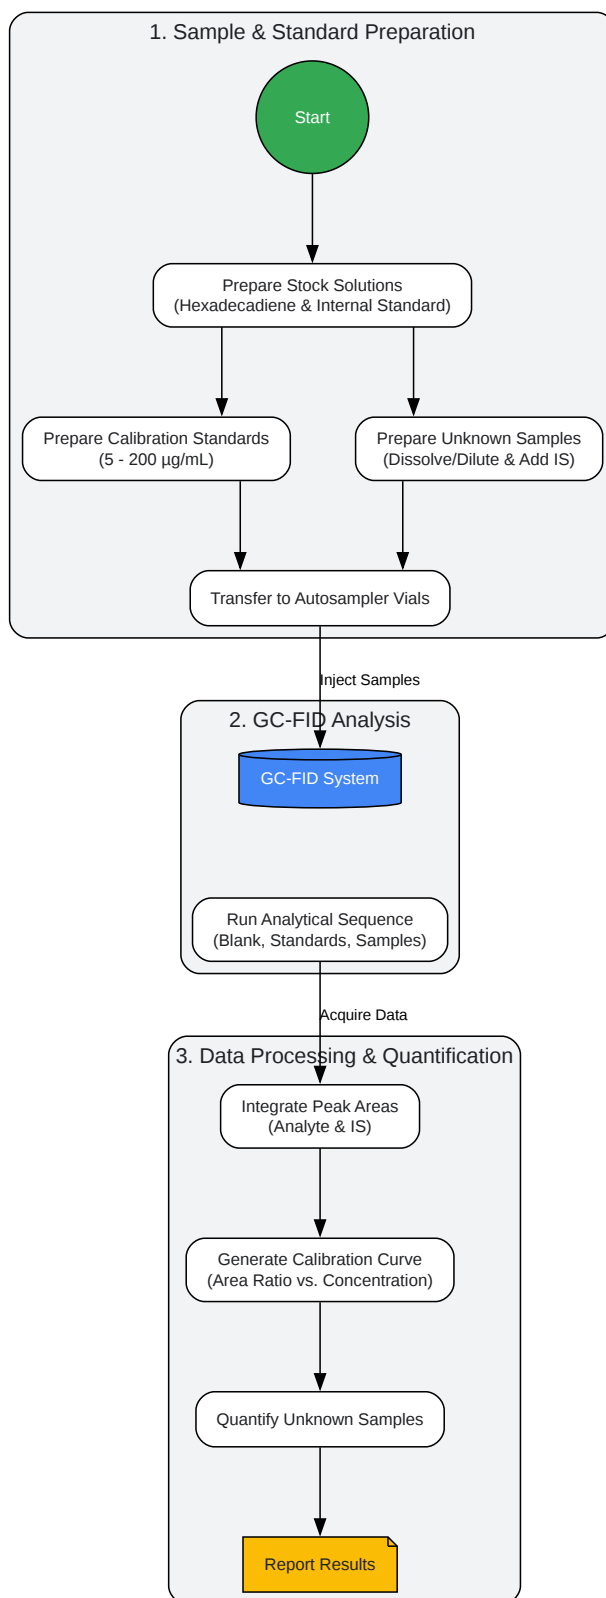 1. Sample & Standard Preparation
Start
Prepare Stock Solutions
(Hexadecadiene & Internal Standard)
Prepare Calibration Standards
(5 - 200 µg/mL)
Prepare Unknown Samples
(Dissolve/Dilute & Add IS)
Transfer to Autosampler Vials
Inject Samples
2. GC-FID Analysis
GC-FID System
Run Analytical Sequence
(Blank, Standards, Samples)
Acquire Data
3. Data Processing & Quantification
Integrate Peak Areas
(Analyte & IS)
Generate Calibration Curve
(Area Ratio vs. Concentration)
Quantify Unknown Samples
Report Results